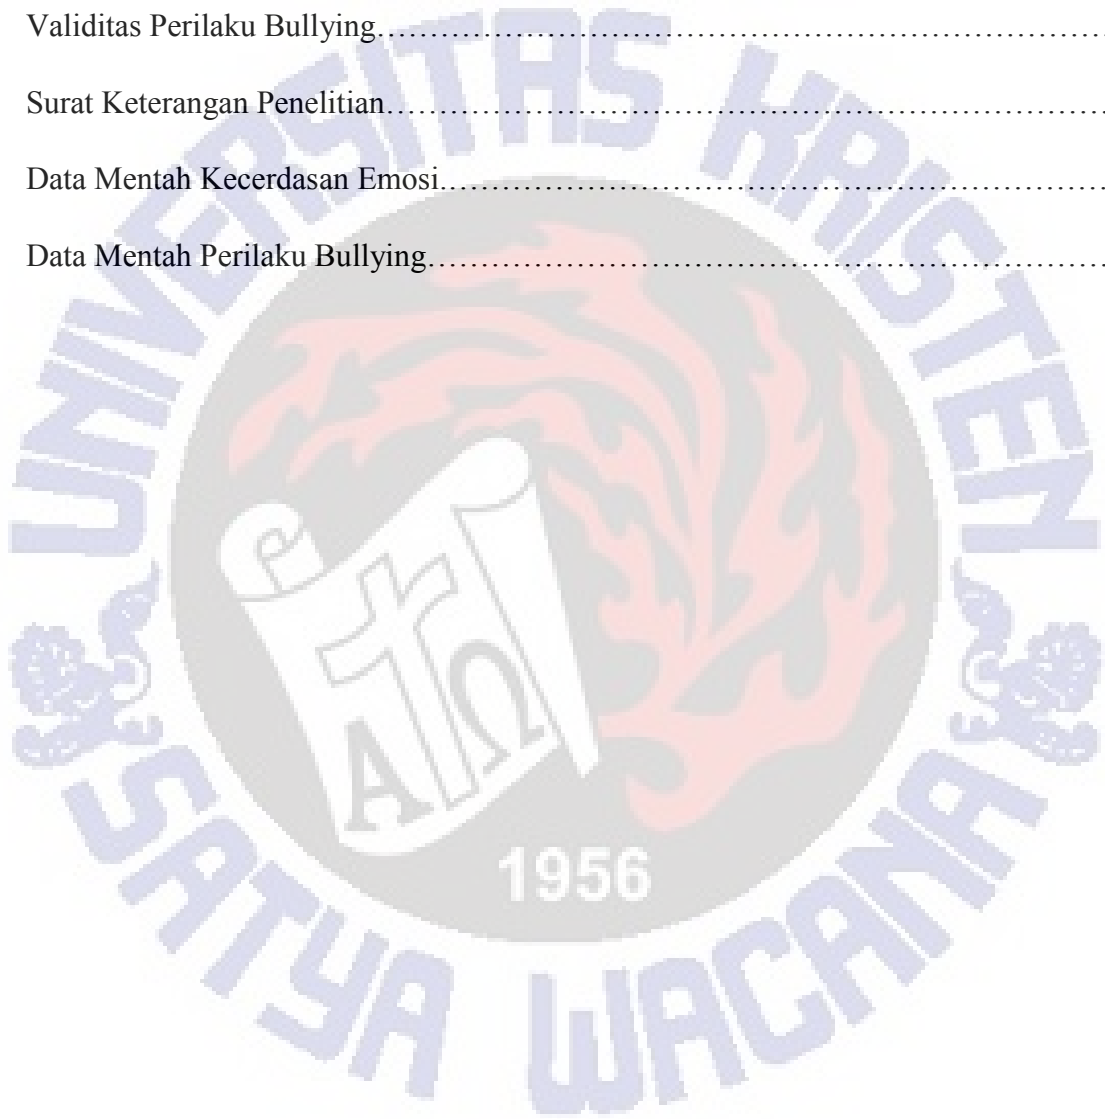 Validitas Perilaku Bullying……………………………………………………………
Surat Keterangan Penelitian……………………………………………………………
Data Mentah Kecerdasan Emosi………………………………………………………
Data Mentah Perilaku Bullying…………………………………………………………
UNIVERSITAS KRISTEN
Α Ω
1956
SATYA WACANA